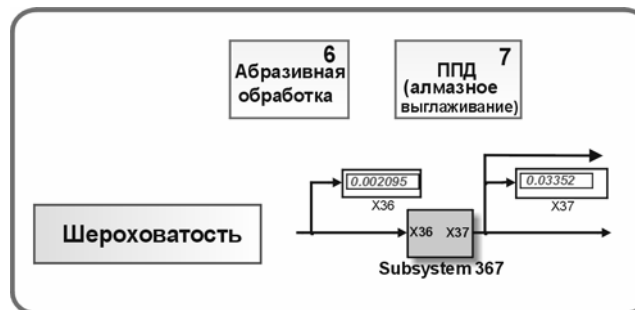 6
Абразивная
обработка
7
ППД
(алмазное
выглаживание)
0.002095
X36
0.03352
X37
Шероховатость
X36 X37
Subsystem 367